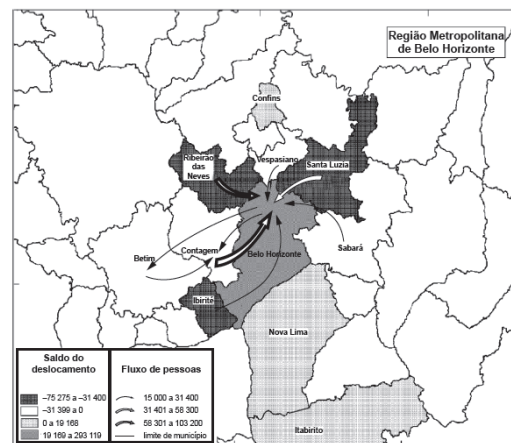 Região Metropolitana
de Belo Horizonte
Confins
Ribeirão
das
Neves
Vespasiano
Santa Luzia
Betim
Contagem
Belo Horizonte
Sabará
Ibirité
Nova Lima
Itabirito
Saldo do
deslocamento
−75 275 a −31 400
−31 399 a 0
0 a 19 168
19 169 a 293 119
Fluxo de pessoas
15 000 a 31 400
31 401 a 58 300
58 301 a 103 200
limite de município